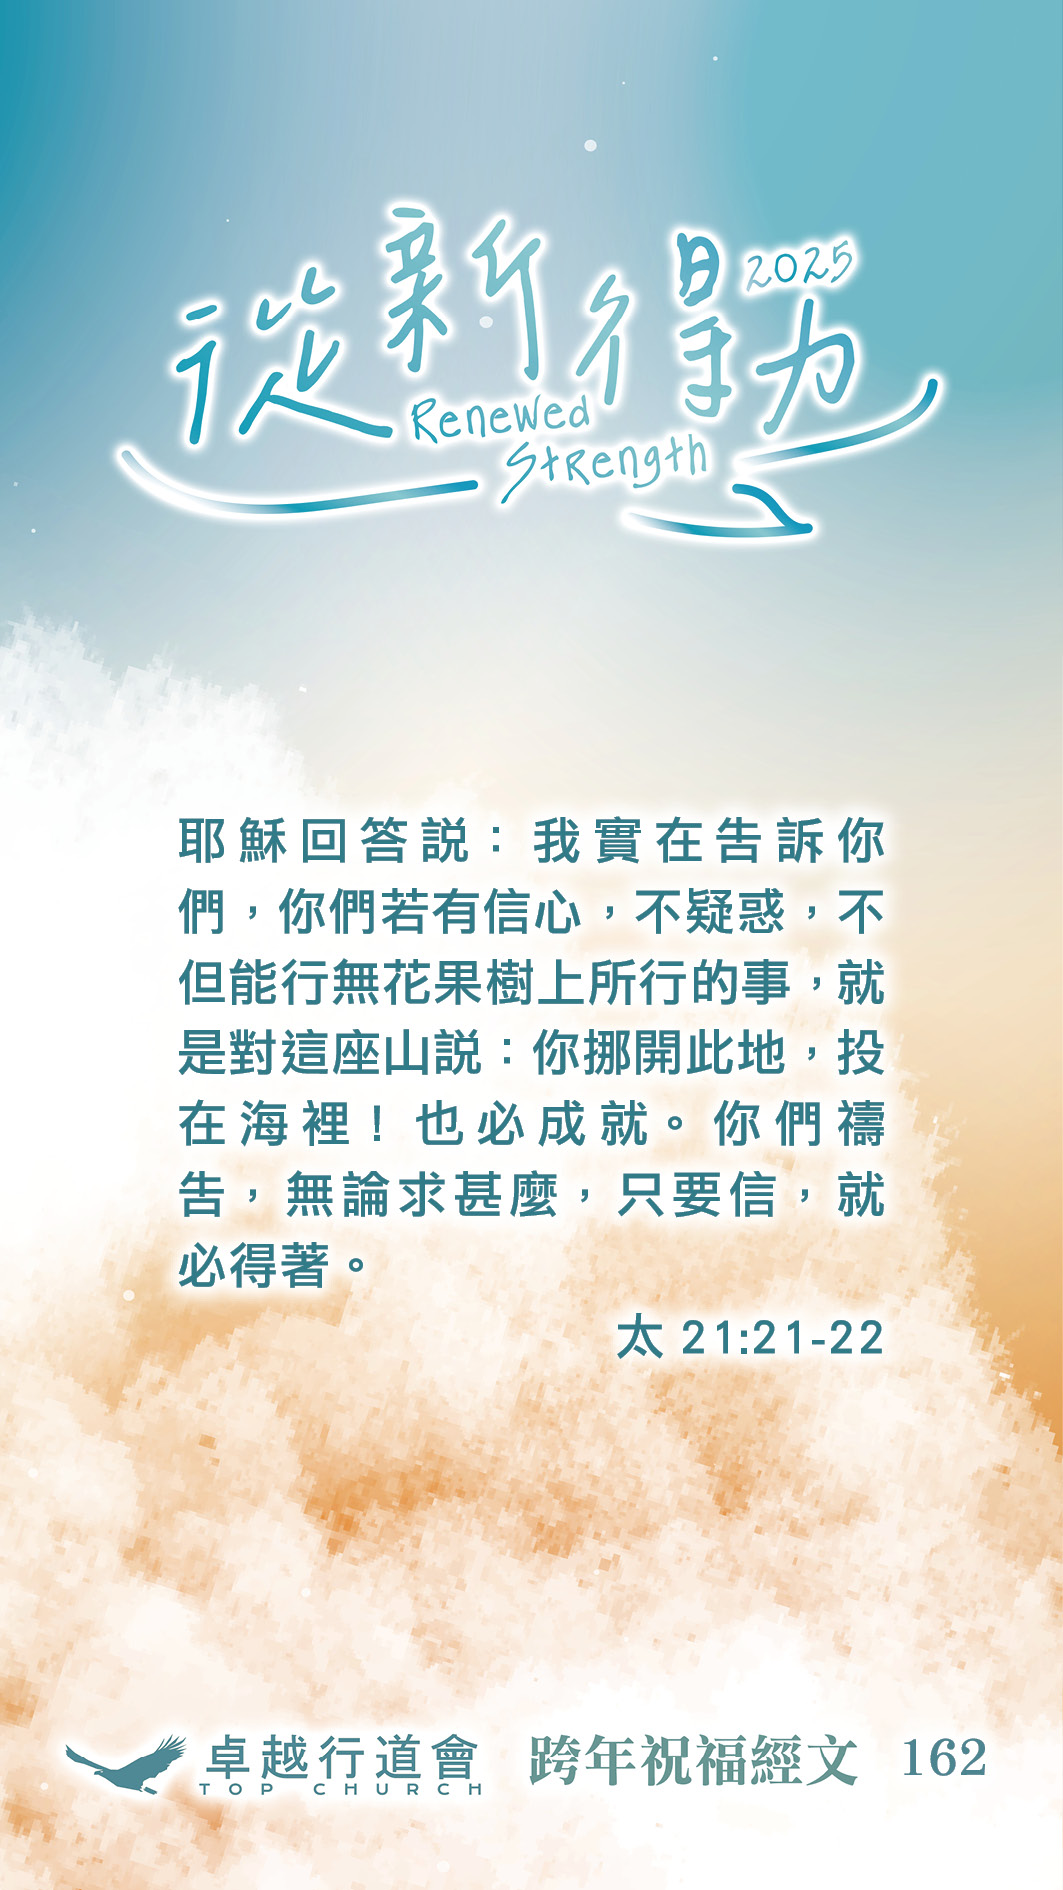 從新得力 2025
Renewed
Strength
耶穌回答説：我實在告訴你
們，你們若有信心，不疑惑，不
但能行無花果樹上所行的事，就
是對這座山説：你挪開此地，投
在海裡！也必成就。你們禱
告，無論求甚麼，只要信，就
必得著。
太 21:21-22
卓越行道會 跨年祝福經文 162
TOP CHURCH